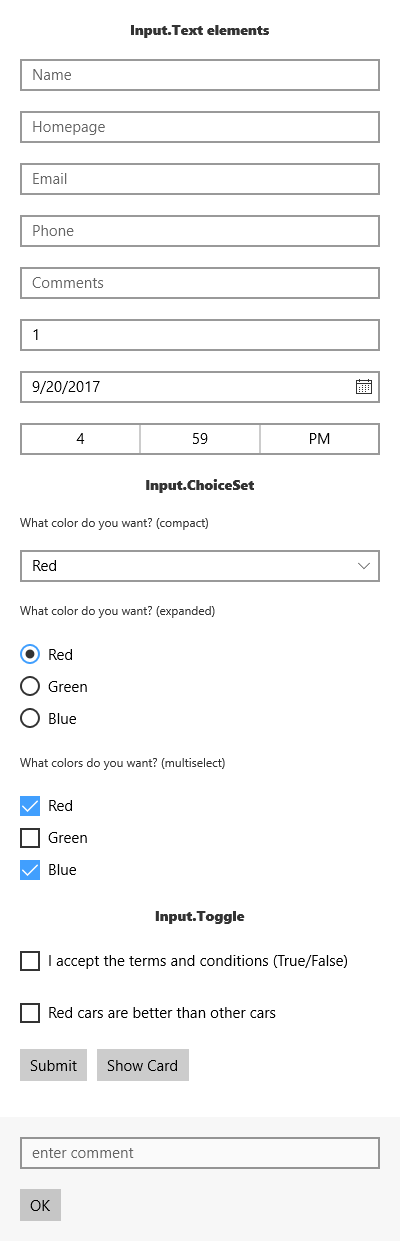 Input.Text elements
Name
Homepage
Email
Phone
Comments
1
9/20/2017
4 59 PM
Input.ChoiceSet
What color do you want? (compact)
Red
What color do you want? (expanded)
Red
Green
Blue
What colors do you want? (multiselect)
Red
Green
Blue
Input.Toggle
I accept the terms and conditions (True/False)
Red cars are better than other cars
Submit Show Card
enter comment
OK